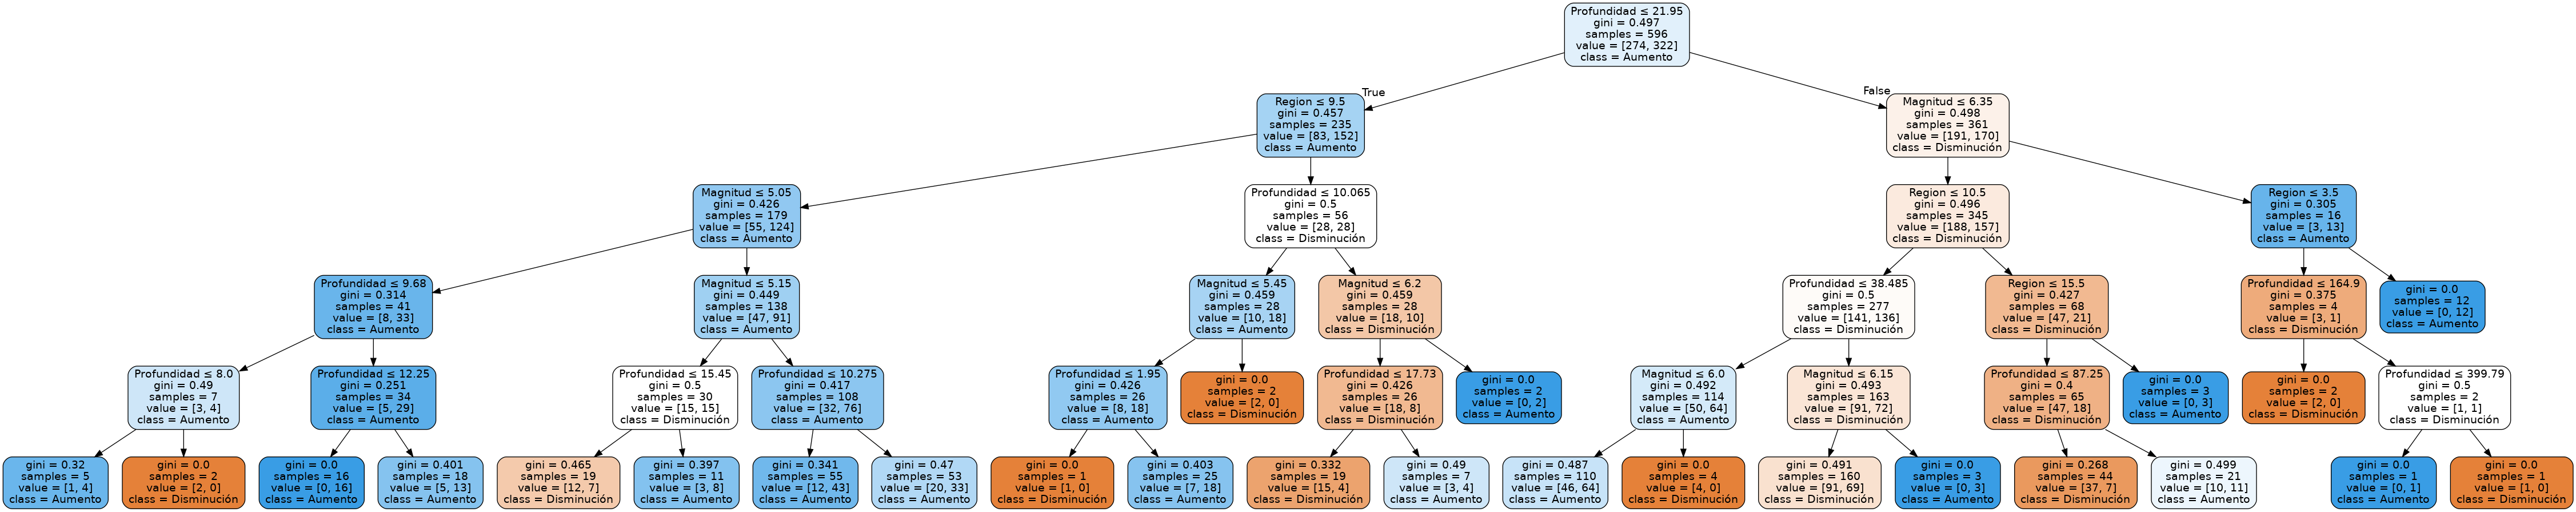 Profundidad ≤ 21.95
gini = 0.497
samples = 596
value = [274, 322]
class = Aumento
True
False
Region ≤ 9.5
gini = 0.457
samples = 235
value = [83, 152]
class = Aumento
Magnitud ≤ 6.35
gini = 0.498
samples = 361
value = [191, 170]
class = Disminución
Magnitud ≤ 5.05
gini = 0.426
samples = 179
value = [55, 124]
class = Aumento
Profundidad ≤ 10.065
gini = 0.5
samples = 56
value = [28, 28]
class = Disminución
Region ≤ 10.5
gini = 0.496
samples = 345
value = [188, 157]
class = Disminución
Region ≤ 3.5
gini = 0.305
samples = 16
value = [3, 13]
class = Aumento
Profundidad ≤ 9.68
gini = 0.314
samples = 41
value = [8, 33]
class = Aumento
Magnitud ≤ 5.15
gini = 0.449
samples = 138
value = [47, 91]
class = Aumento
Magnitud ≤ 5.45
gini = 0.459
samples = 28
value = [10, 18]
class = Aumento
Magnitud ≤ 6.2
gini = 0.459
samples = 28
value = [18, 10]
class = Disminución
Profundidad ≤ 38.485
gini = 0.5
samples = 277
value = [141, 136]
class = Disminución
Region ≤ 15.5
gini = 0.427
samples = 68
value = [47, 21]
class = Disminución
Profundidad ≤ 164.9
gini = 0.375
samples = 4
value = [3, 1]
class = Disminución
gini = 0.0
samples = 12
value = [0, 12]
class = Aumento
Profundidad ≤ 8.0
gini = 0.49
samples = 7
value = [3, 4]
class = Aumento
Profundidad ≤ 12.25
gini = 0.251
samples = 34
value = [5, 29]
class = Aumento
Profundidad ≤ 15.45
gini = 0.5
samples = 30
value = [15, 15]
class = Disminución
Profundidad ≤ 10.275
gini = 0.417
samples = 108
value = [32, 76]
class = Aumento
Profundidad ≤ 1.95
gini = 0.426
samples = 26
value = [8, 18]
class = Aumento
gini = 0.0
samples = 2
value = [2, 0]
class = Disminución
Profundidad ≤ 17.73
gini = 0.426
samples = 26
value = [18, 8]
class = Disminución
gini = 0.0
samples = 2
value = [0, 2]
class = Aumento
Magnitud ≤ 6.0
gini = 0.492
samples = 114
value = [50, 64]
class = Aumento
Magnitud ≤ 6.15
gini = 0.493
samples = 163
value = [91, 72]
class = Disminución
Profundidad ≤ 87.25
gini = 0.4
samples = 65
value = [47, 18]
class = Disminución
gini = 0.0
samples = 3
value = [0, 3]
class = Aumento
gini = 0.0
samples = 2
value = [2, 0]
class = Disminución
Profundidad ≤ 399.79
gini = 0.5
samples = 2
value = [1, 1]
class = Disminución
gini = 0.32
samples = 5
value = [1, 4]
class = Aumento
gini = 0.0
samples = 2
value = [2, 0]
class = Disminución
gini = 0.0
samples = 16
value = [0, 16]
class = Aumento
gini = 0.401
samples = 18
value = [5, 13]
class = Aumento
gini = 0.465
samples = 19
value = [12, 7]
class = Disminución
gini = 0.397
samples = 11
value = [3, 8]
class = Aumento
gini = 0.341
samples = 55
value = [12, 43]
class = Aumento
gini = 0.47
samples = 53
value = [20, 33]
class = Aumento
gini = 0.0
samples = 1
value = [1, 0]
class = Disminución
gini = 0.403
samples = 25
value = [7, 18]
class = Aumento
gini = 0.332
samples = 19
value = [15, 4]
class = Disminución
gini = 0.49
samples = 7
value = [3, 4]
class = Aumento
gini = 0.487
samples = 110
value = [46, 64]
class = Aumento
gini = 0.0
samples = 4
value = [4, 0]
class = Disminución
gini = 0.491
samples = 160
value = [91, 69]
class = Disminución
gini = 0.0
samples = 3
value = [0, 3]
class = Aumento
gini = 0.268
samples = 44
value = [37, 7]
class = Disminución
gini = 0.499
samples = 21
value = [10, 11]
class = Aumento
gini = 0.0
samples = 1
value = [0, 1]
class = Aumento
gini = 0.0
samples = 1
value = [1, 0]
class = Disminución